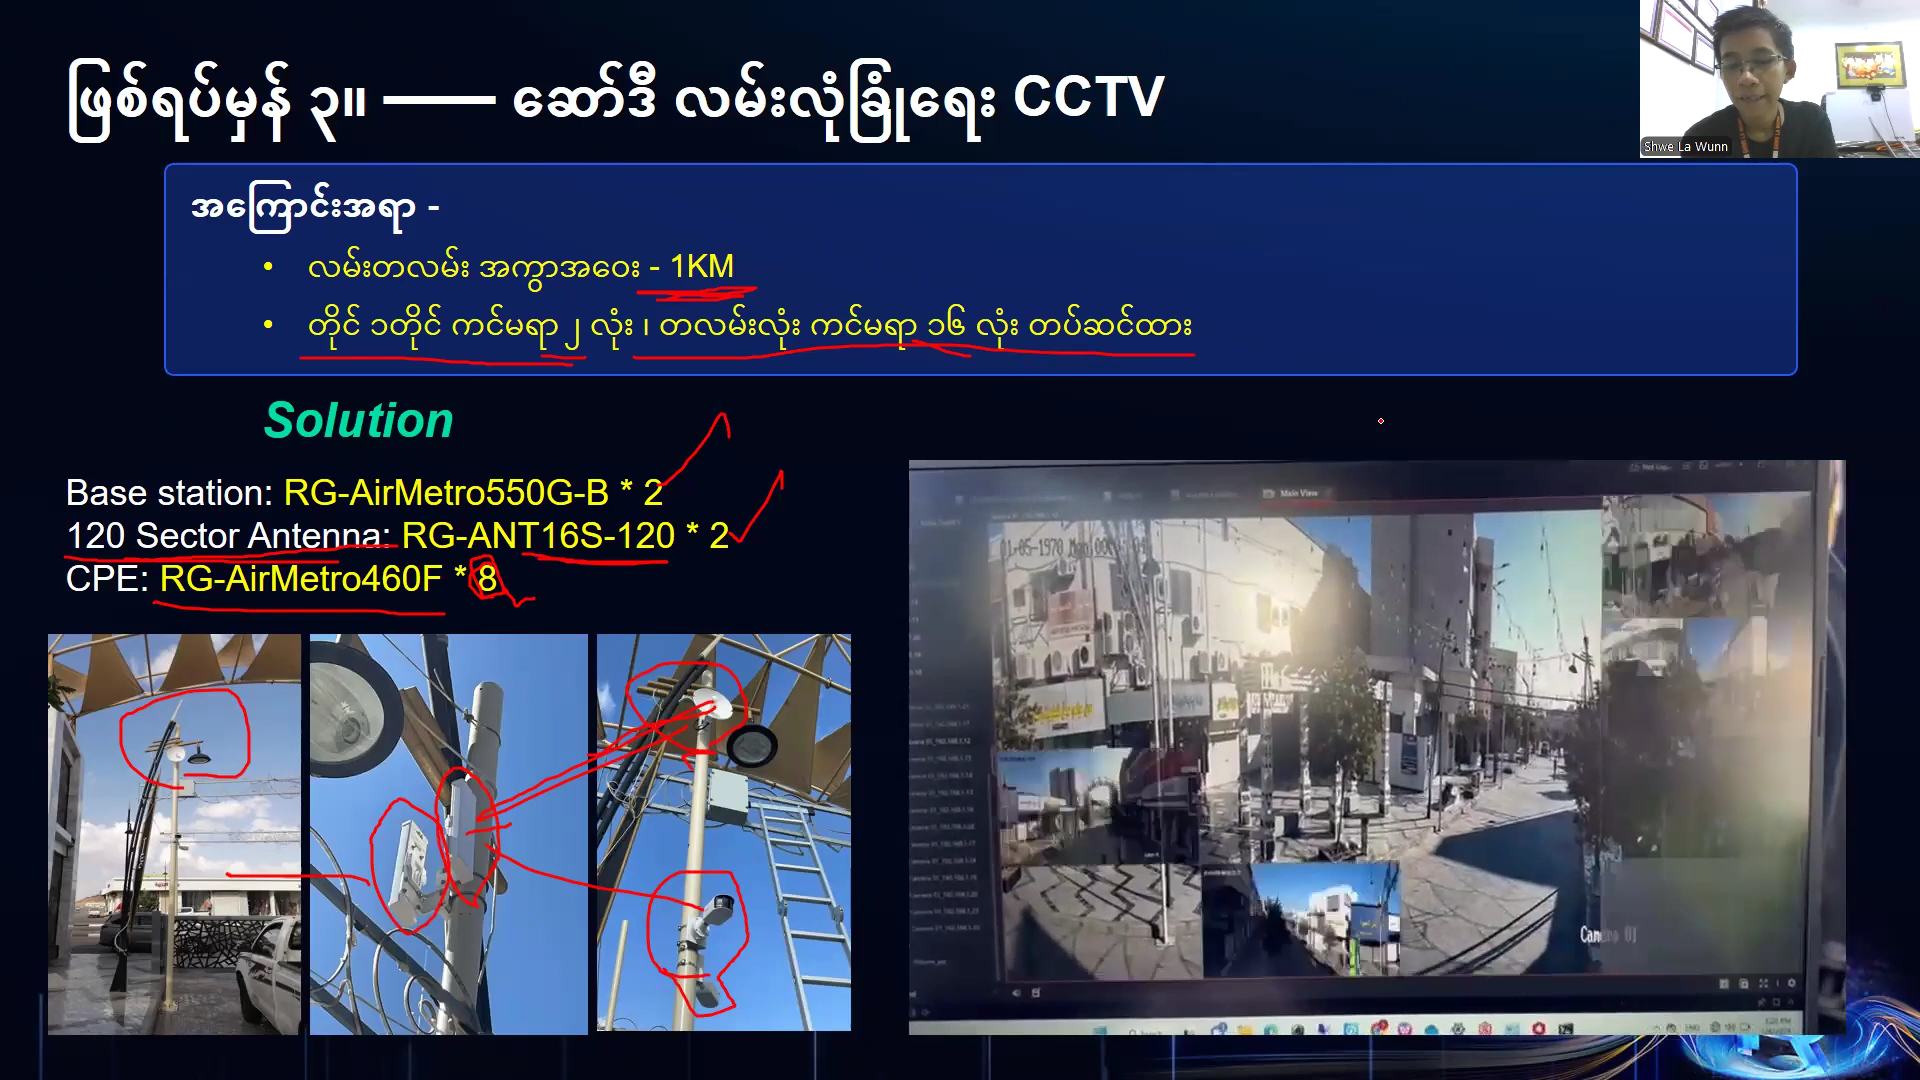 ဖြစ်ရပ်မှန် ၃။ —— ဆော်ဒီ လမ်းလုံခြုံရေး CCTV
Shwe La Wunn
အကြောင်းအရာ -
• လမ်းတလမ်း အကွာအဝေး - 1KM
• တိုင် ၁တိုင် ကင်မရာ ၂ လုံး ၊ တလမ်းလုံး ကင်မရာ ၁၆ လုံး တပ်ဆင်ထား
Solution
Base station: RG-AirMetro550G-B * 2
120 Sector Antenna: RG-ANT16S-120 * 2
CPE: RG-AirMetro460F * 8
Main View